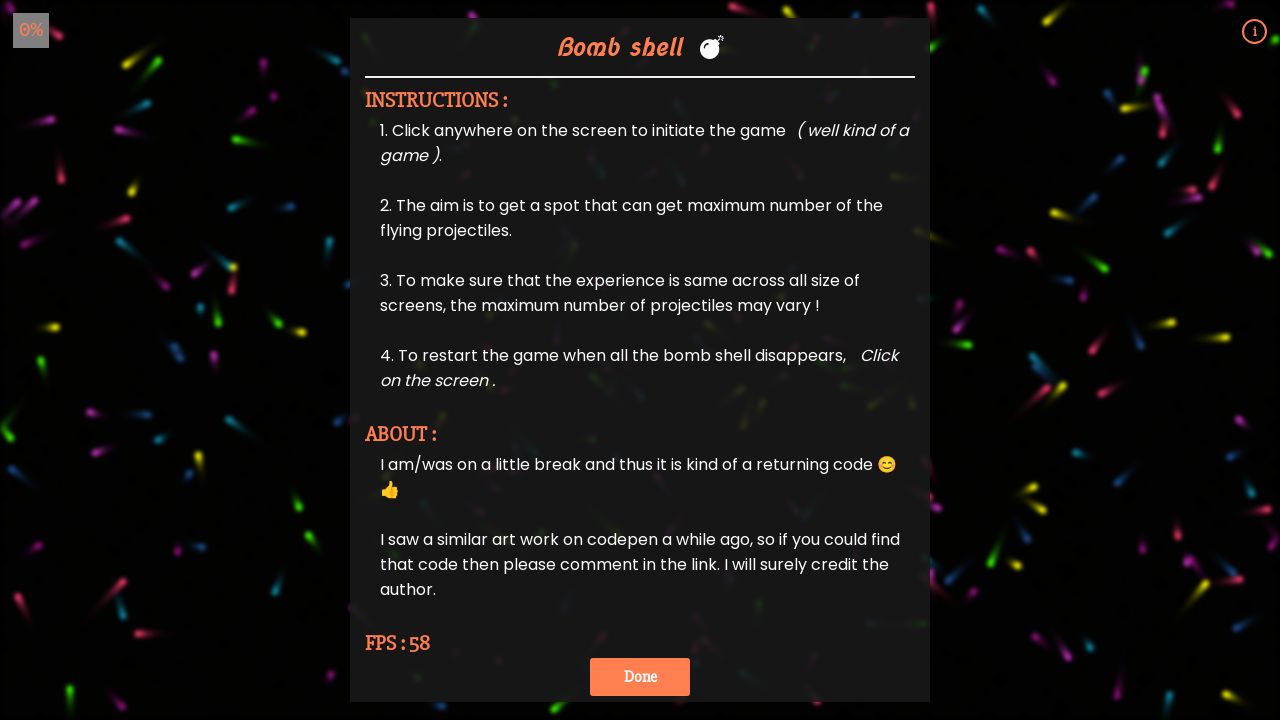 0%
i
Bomb shell 💣
INSTRUCTIONS :
1. Click anywhere on the screen to initiate the game ( well kind of a
game ).
2. The aim is to get a spot that can get maximum number of the
flying projectiles.
3. To make sure that the experience is same across all size of
screens, the maximum number of projectiles may vary !
4. To restart the game when all the bomb shell disappears, Click
on the screen .
ABOUT :
I am/was on a little break and thus it is kind of a returning code 😊
👍
I saw a similar art work on codepen a while ago, so if you could find
that code then please comment in the link. I will surely credit the
author.
FPS : 58
Done